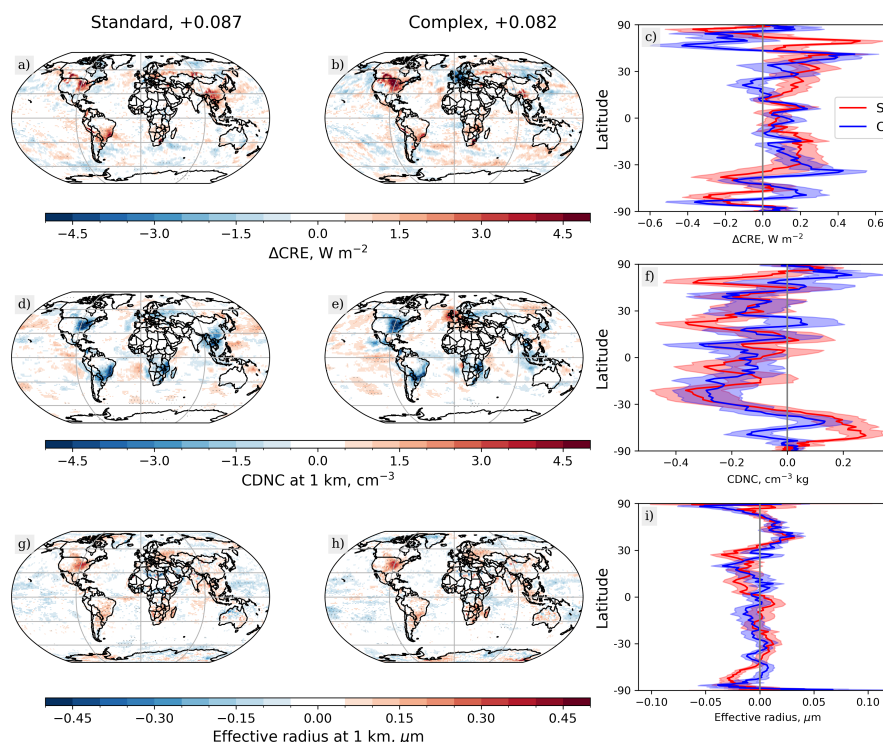 Standard, +0.087
Complex, +0.082
a)
b)
c)
90
30
0
-30
-90
Latitude
S
C
-0.6 -0.4 -0.2 0.0 0.2 0.4 0.6
ΔCRE, W m⁻²
−4.5 −3.0 −1.5 0.0 1.5 3.0 4.5
ΔCRE, W m⁻²
d)
e)
f)
90
30
0
-30
-90
Latitude
−0.4 −0.2 0.0 0.2
CDNC, cm⁻³ kg
−4.5 −3.0 −1.5 0.0 1.5 3.0 4.5
CDNC at 1 km, cm⁻³
g)
h)
i)
90
30
0
-30
-90
Latitude
−0.10 −0.05 0.00 0.05 0.10
Effective radius, μm
−0.45 −0.30 −0.15 0.00 0.15 0.30 0.45
Effective radius at 1 km, μm